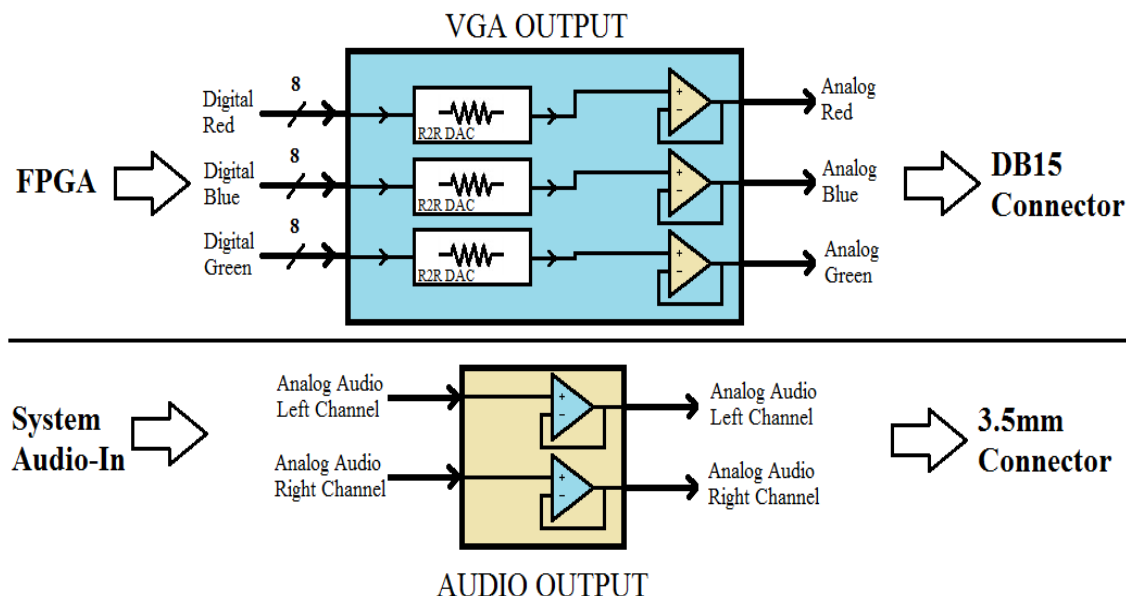 VGA OUTPUT
8
Digital
Red
R2R DAC
+
−
Analog
Red
FPGA
8
Digital
Blue
R2R DAC
+
−
Analog
Blue
DB15
Connector
8
Digital
Green
R2R DAC
+
−
Analog
Green
System
Audio-In
Analog Audio
Left Channel
+
−
Analog Audio
Left Channel
Analog Audio
Right Channel
+
−
Analog Audio
Right Channel
3.5mm
Connector
AUDIO OUTPUT